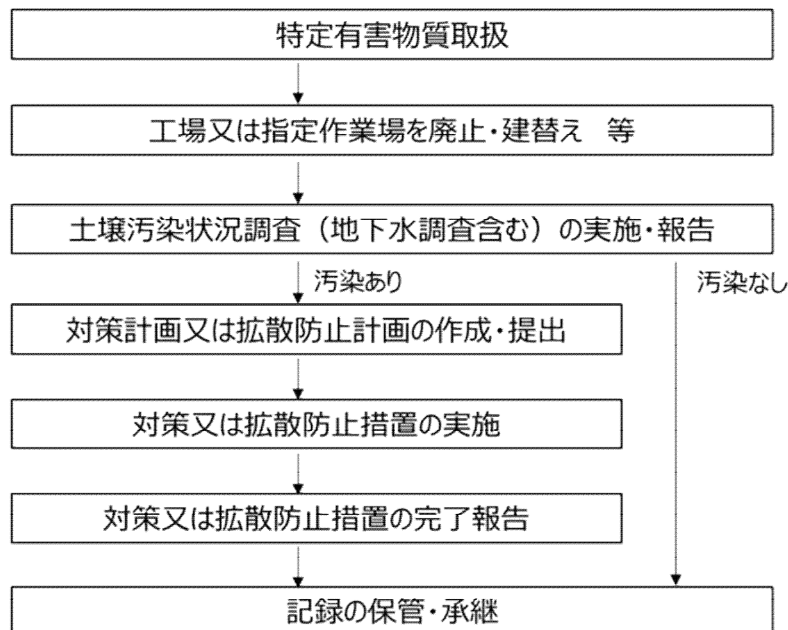 特定有害物質取扱
工場又は指定作業場を廃止・建替え　等
土壌汚染状況調査（地下水調査含む）の実施・報告
汚染あり
汚染なし
対策計画又は拡散防止計画の作成・提出
対策又は拡散防止措置の実施
対策又は拡散防止措置の完了報告
記録の保管・承継